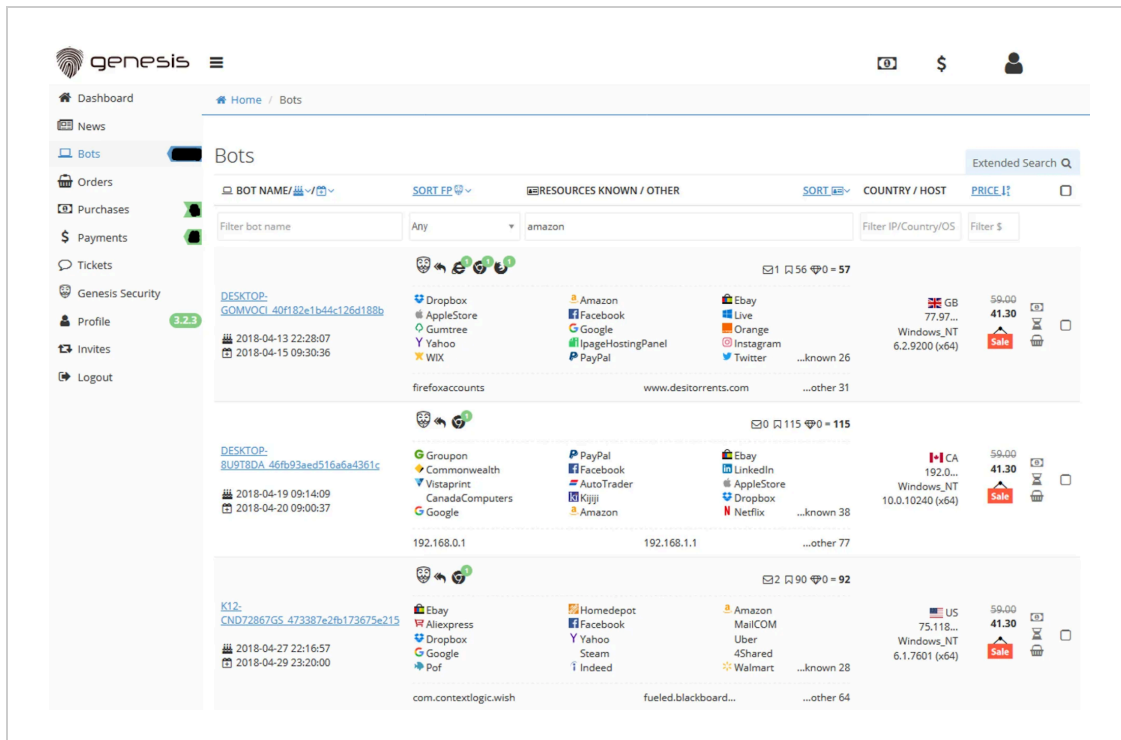 genesis
Dashboard
News
Bots
Orders
Purchases
Payments
Tickets
Genesis Security
Profile 3.2.3
Invites
Logout
Home / Bots
Bots
Extended Search
BOT NAME/ / SORT FP RESOURCES KNOWN / OTHER SORT COUNTRY / HOST PRICE
Filter bot name Any amazon Filter IP/Country/OS Filter $
1 1 1 1 56 0 = 57
DESKTOP-
GOMVOCI_40f182e1b44c126d188b
2018-04-13 22:28:07
2018-04-15 09:30:36
Dropbox Amazon Ebay
AppleStore Facebook Live
Gumtree Google Orange
Yahoo IpageHostingPanel Instagram
WIX PayPal Twitter ...known 26
firefoxaccounts www.desitorrents.com ...other 31
GB
77.97...
Windows_NT
6.2.9200 (x64)
59.00
41.30
Sale
1 0 115 0 = 115
DESKTOP-
8U9T8DA_46fb93aed516a6a4361c
2018-04-19 09:14:09
2018-04-20 09:00:37
Groupon PayPal Ebay
Commonwealth Facebook LinkedIn
Vistaprint AutoTrader AppleStore
CanadaComputers Kijiji Dropbox
Google Amazon Netflix ...known 38
192.168.0.1 192.168.1.1 ...other 77
CA
192.0...
Windows_NT
10.0.10240 (x64)
59.00
41.30
Sale
1 2 90 0 = 92
K12-
CND72867GS_473387e2fb173675e215
2018-04-27 22:16:57
2018-04-29 23:20:00
Ebay Homedepot Amazon
Aliexpress Facebook MailCOM
Dropbox Yahoo Uber
Google Steam 4Shared
Pof Indeed Walmart ...known 28
com.contextlogic.wish fueled.blackboard... ...other 64
US
75.118...
Windows_NT
6.1.7601 (x64)
59.00
41.30
Sale